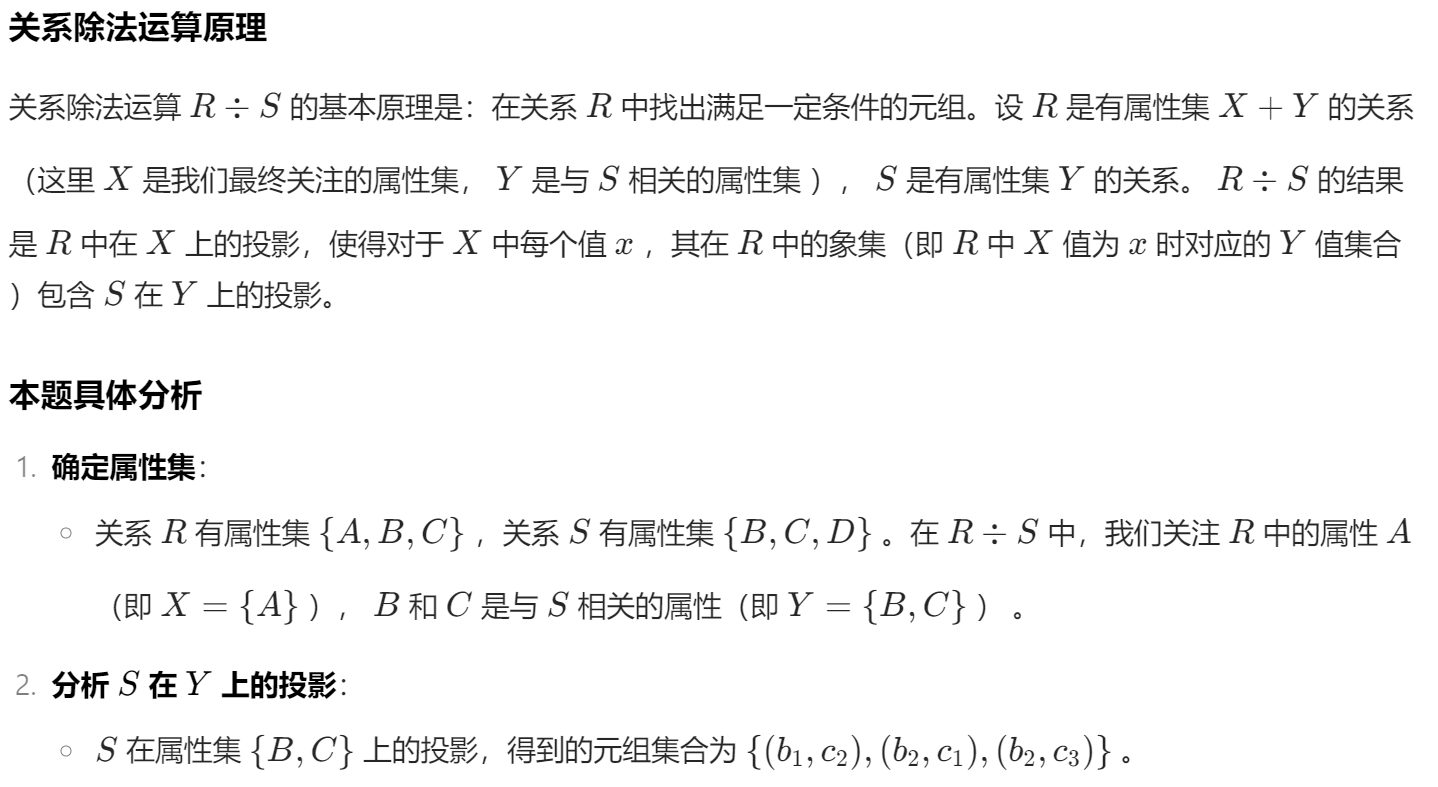 关系除法运算原理
关系除法运算 R ÷ S 的基本原理是：在关系 R 中找出满足一定条件的元组。设 R 是有属性集 X + Y 的关系
（这里 X 是我们最终关注的属性集， Y 是与 S 相关的属性集 ）， S 是有属性集 Y 的关系。 R ÷ S 的结果
是 R 中在 X 上的投影，使得对于 X 中每个值 x ，其在 R 中的象集（即 R 中 X 值为 x 时对应的 Y 值集合
）包含 S 在 Y 上的投影。
本题具体分析
1. 确定属性集：
○ 关系 R 有属性集 {A, B, C} ，关系 S 有属性集 {B, C, D} 。在 R ÷ S 中，我们关注 R 中的属性 A
（即 X = {A} ）， B 和 C 是与 S 相关的属性（即 Y = {B, C} ） 。
2. 分析 S 在 Y 上的投影：
○ S 在属性集 {B, C} 上的投影，得到的元组集合为 {(b₁, c₂), (b₂, c₁), (b₂, c₃)} 。